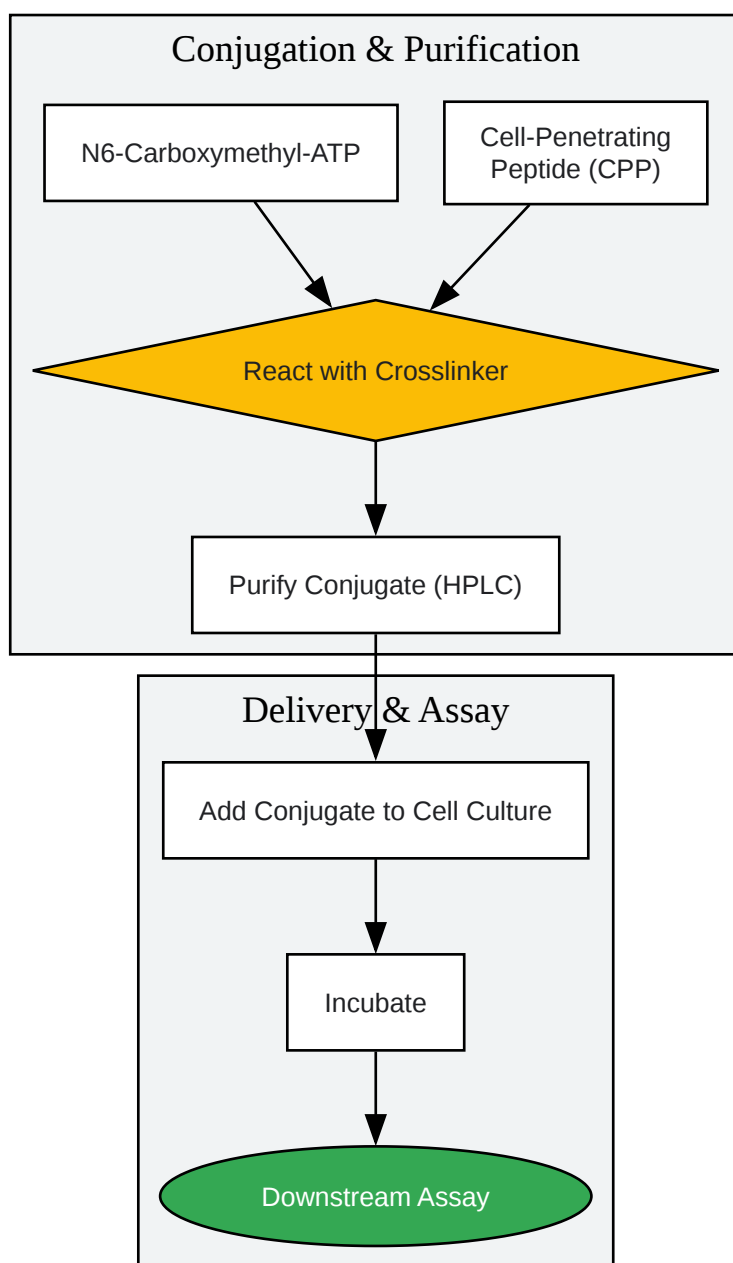 Conjugation & Purification
N6-Carboxymethyl-ATP
Cell-Penetrating
Peptide (CPP)
React with Crosslinker
Purify Conjugate (HPLC)
Delivery & Assay
Add Conjugate to Cell Culture
Incubate
Downstream Assay